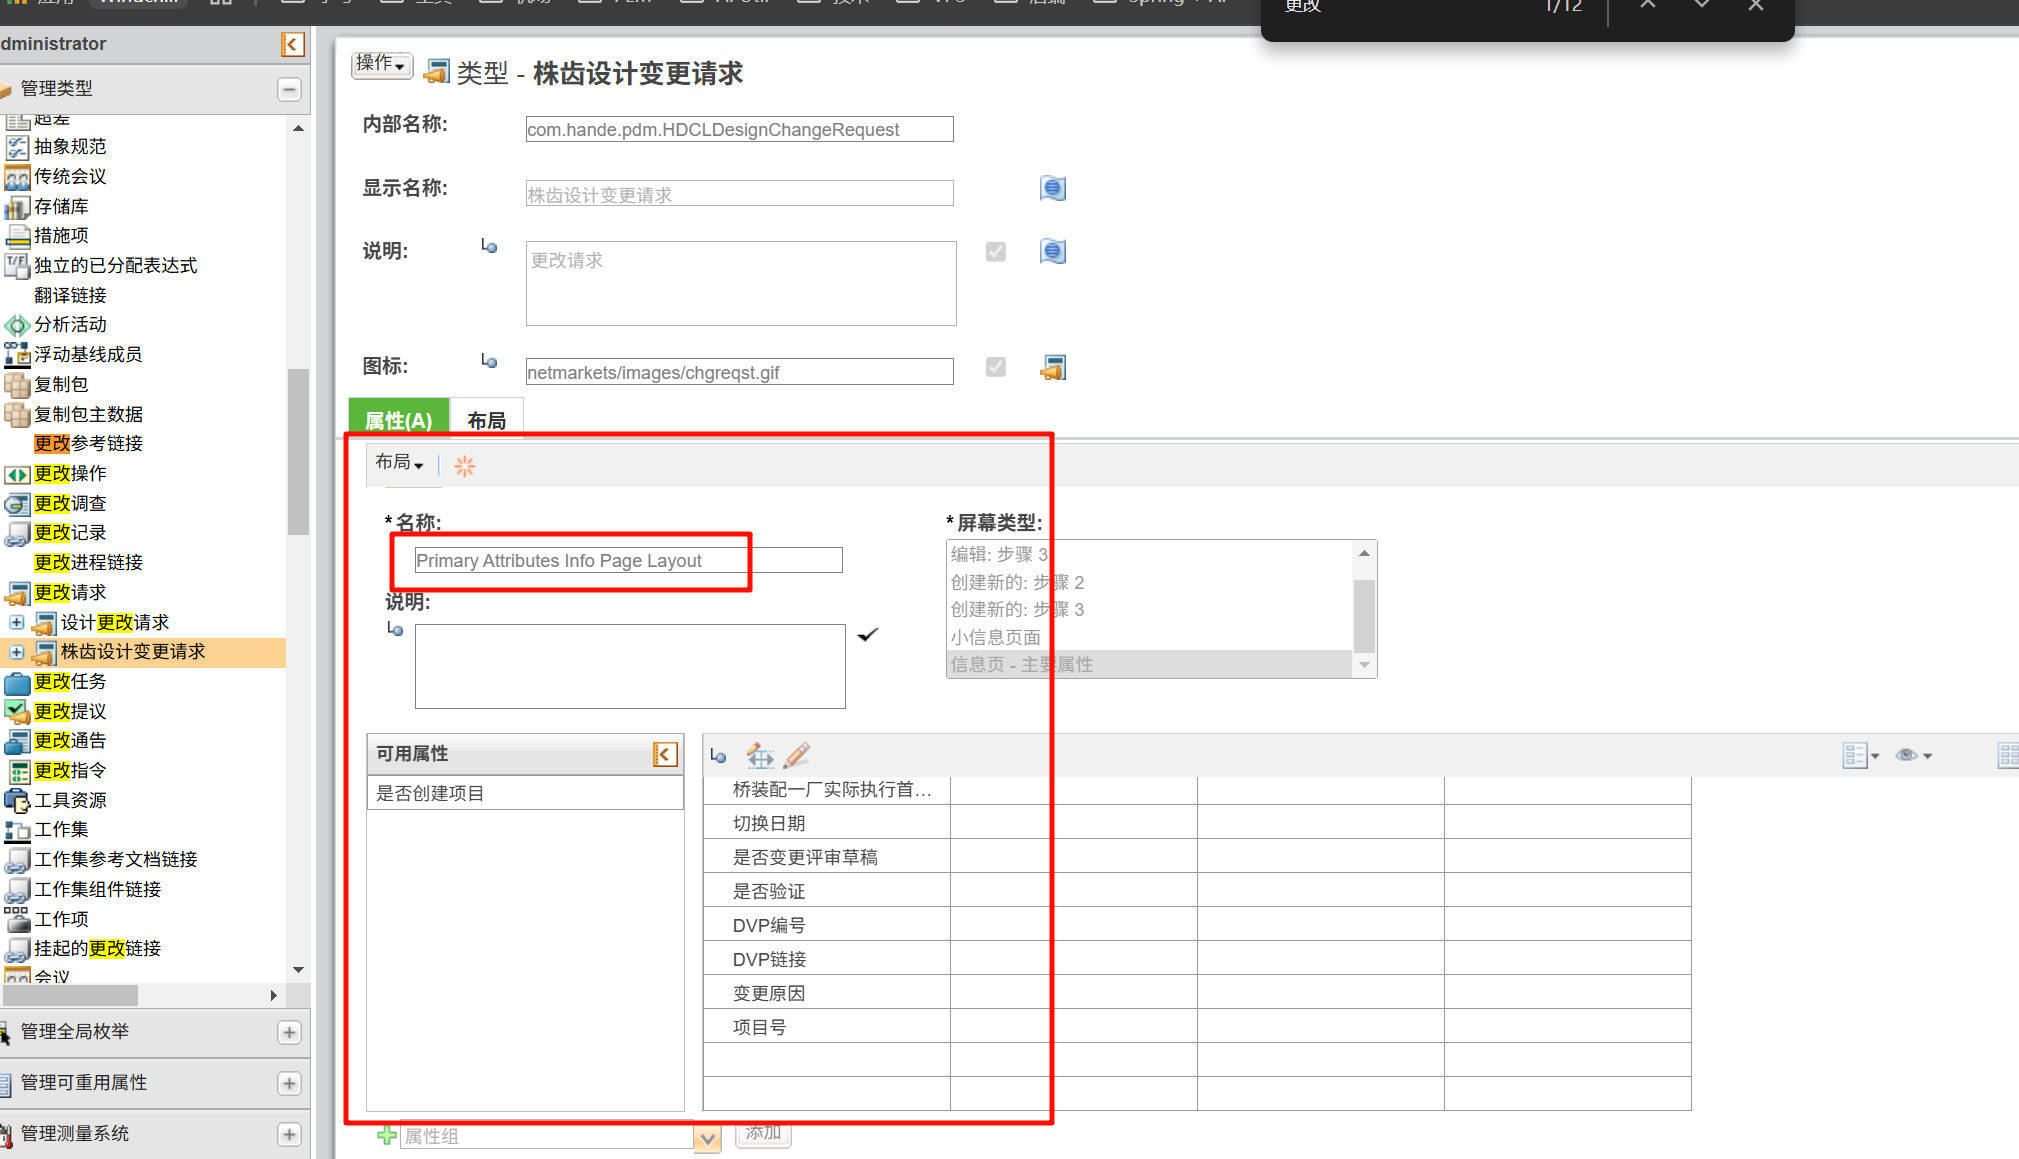 更改
1/12
dministrator
管理类型
超差
抽象规范
传统会议
存储库
措施项
独立的已分配表达式
翻译链接
分析活动
浮动基线成员
复制包
复制包主数据
更改参考链接
更改操作
更改调查
更改记录
更改进程链接
更改请求
设计更改请求
株齿设计变更请求
更改任务
更改提议
更改通告
更改指令
工具资源
工作集
工作集参考文档链接
工作集组件链接
工作项
挂起的更改链接
会议
管理全局枚举
管理可重用属性
管理测量系统
操作
类型 - 株齿设计变更请求
内部名称:
com.hande.pdm.HDCLDesignChangeRequest
显示名称:
株齿设计变更请求
说明:
更改请求
图标:
netmarkets/images/chgreqst.gif
属性(A)
布局
布局
*名称:
Primary Attributes Info Page Layout
说明:
*屏幕类型:
编辑: 步骤 3
创建新的: 步骤 2
创建新的: 步骤 3
小信息页面
信息页 - 主要属性
可用属性
是否创建项目
桥装配一厂实际执行首...
切换日期
是否变更评审草稿
是否验证
DVP编号
DVP链接
变更原因
项目号
属性组
添加